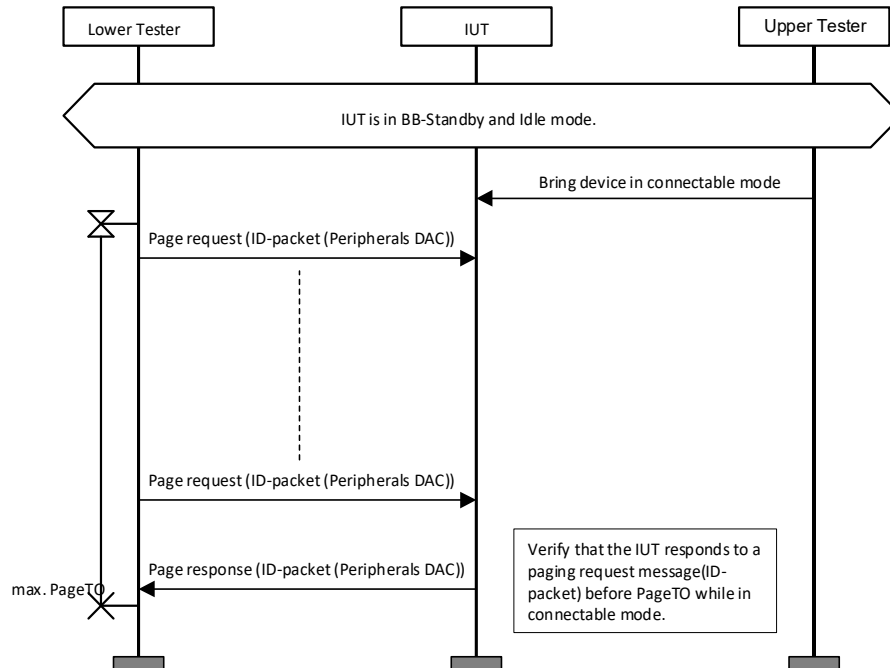 Lower Tester
IUT
Upper Tester
IUT is in BB-Standby and Idle mode.
Bring device in connectable mode
Page request (ID-packet (Peripherals DAC))
Page request (ID-packet (Peripherals DAC))
Page response (ID-packet (Peripherals DAC))
max. PageTO
Verify that the IUT responds to a
paging request message(ID-
packet) before PageTO while in
connectable mode.